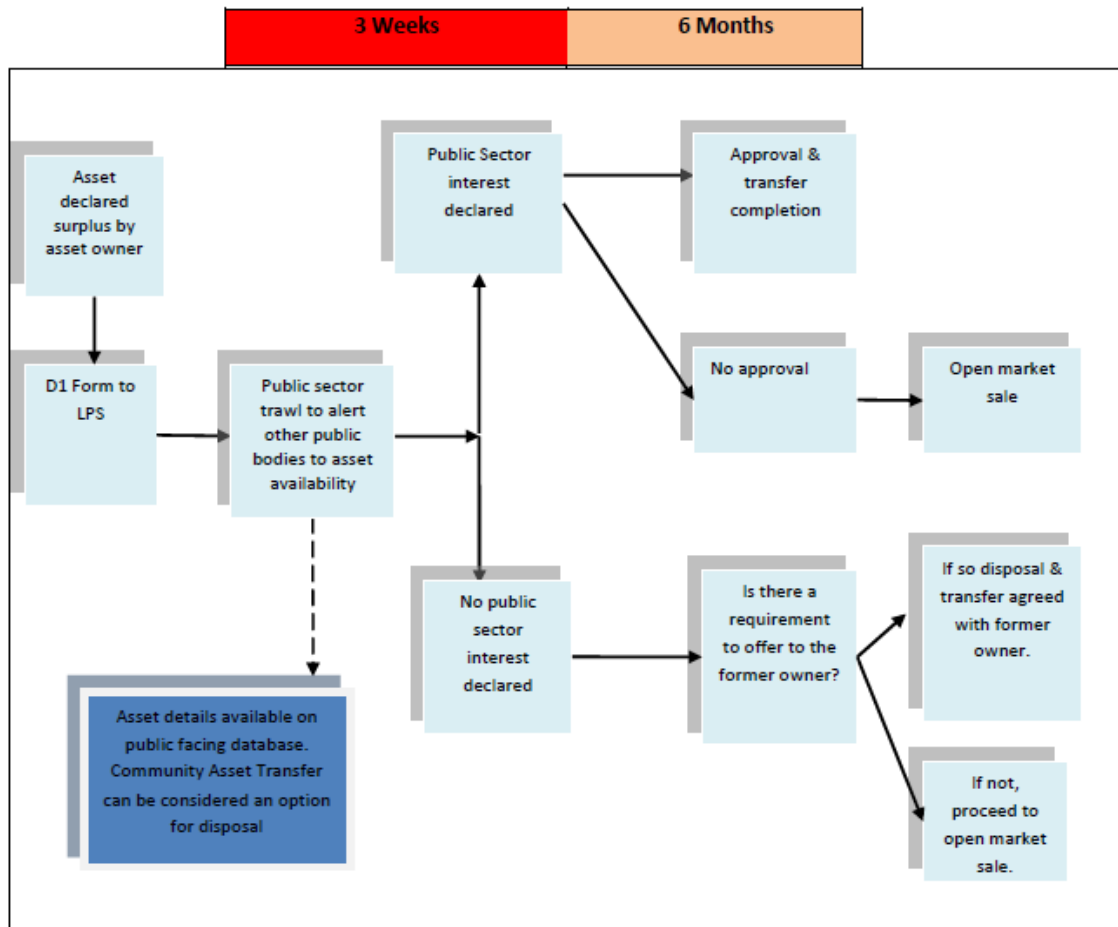 3 Weeks
6 Months
Asset
declared
surplus by
asset owner
D1 Form to
LPS
Public sector
trawl to alert
other public
bodies to asset
availability
Asset details available on
public facing database.
Community Asset Transfer
can be considered an option
for disposal
Public Sector
interest
declared
Approval &
transfer
completion
No approval
Open market
sale
No public
sector
interest
declared
Is there a
requirement
to offer to the
former owner?
If so disposal &
transfer agreed
with former
owner.
If not,
proceed to
open market
sale.